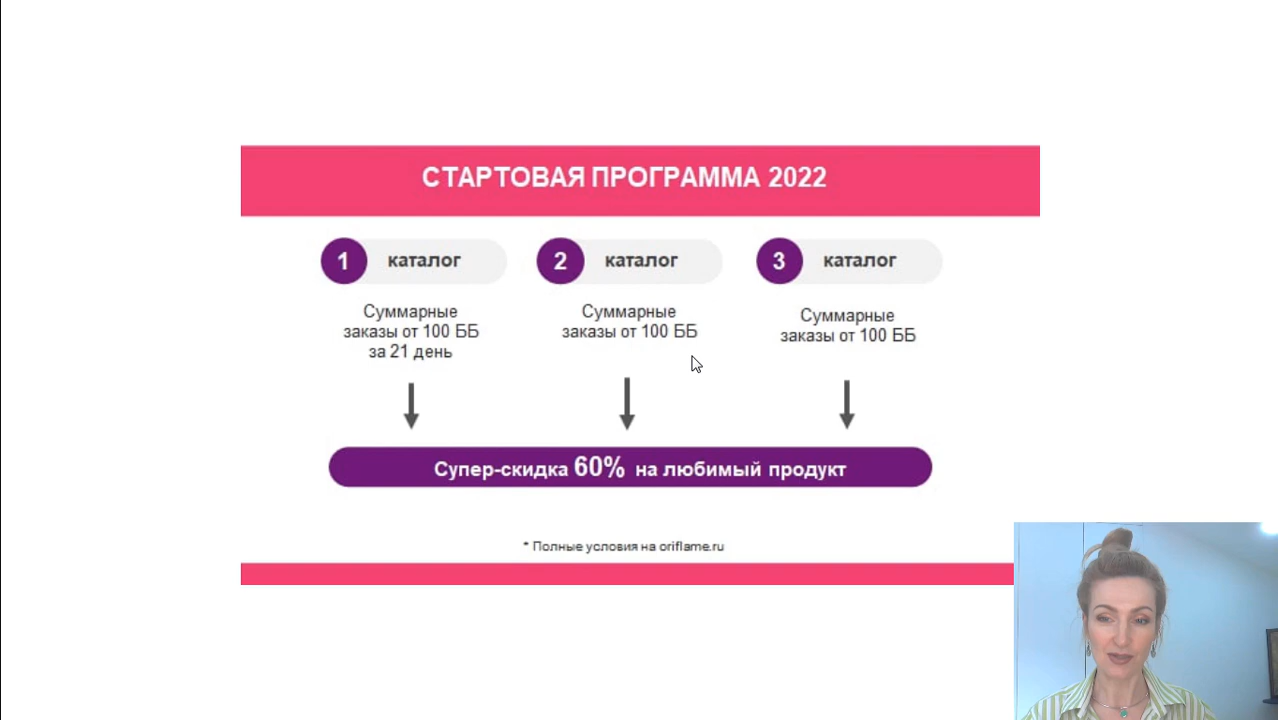 СТАРТОВАЯ ПРОГРАММА 2022
1 каталог
2 каталог
3 каталог
Суммарные
заказы от 100 ББ
за 21 день
Суммарные
заказы от 100 ББ
Суммарные
заказы от 100 ББ
Супер-скидка 60% на любимый продукт
* Полные условия на oriflame.ru